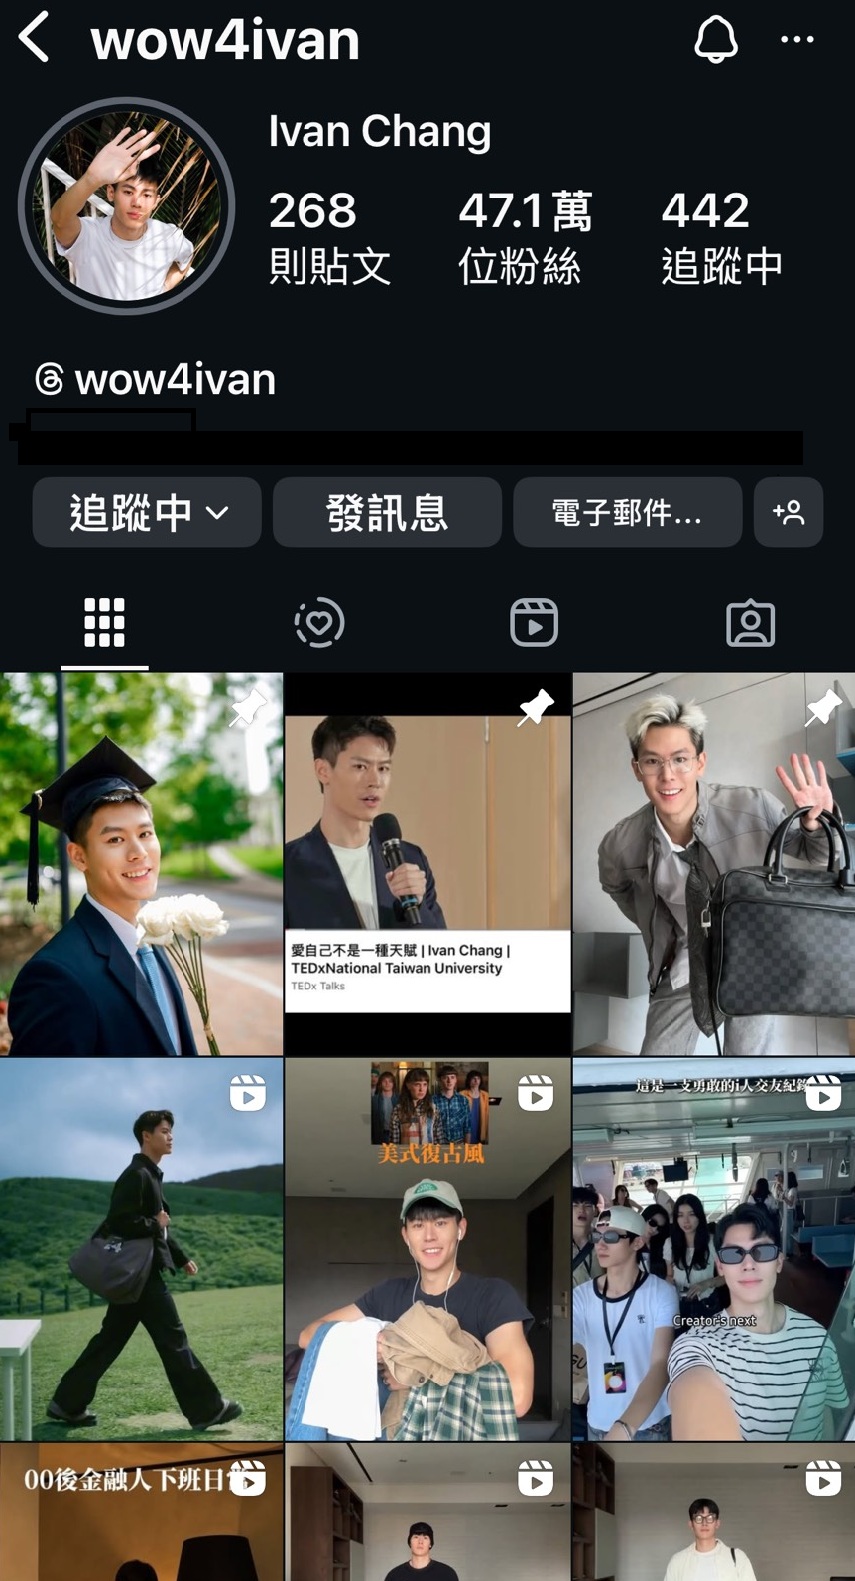 wow4ivan
Ivan Chang
268
47.1萬
442
則貼文
位粉絲
追蹤中
wow4ivan
追蹤中
發訊息
電子郵件...
愛自己不是一種天賦 | Ivan Chang |
TEDxNational Taiwan University
TEDx Talks
美式復古風
這是一支勇敢的i人交友紀錄
Creator's next
00後金融人下班日